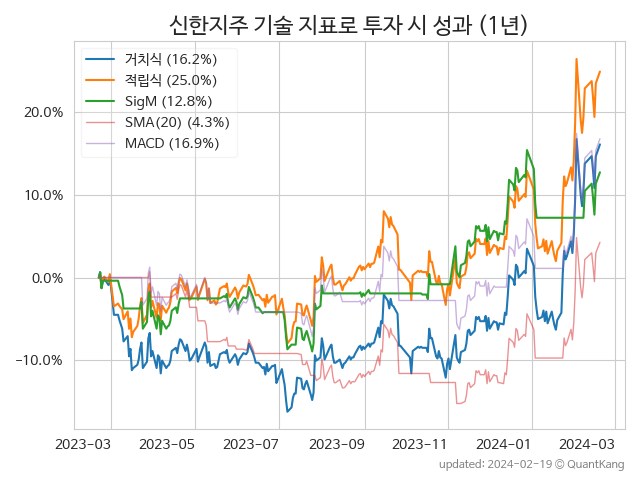 신한지주 기술 지표로 투자 시 성과 (1년)
거치식 (16.2%)
적립식 (25.0%)
SigM (12.8%)
SMA(20) (4.3%)
MACD (16.9%)
20.0%
10.0%
0.0%
−10.0%
2023-03 2023-05 2023-07 2023-09 2023-11 2024-01 2024-03
updated: 2024-02-19 © QuantKang